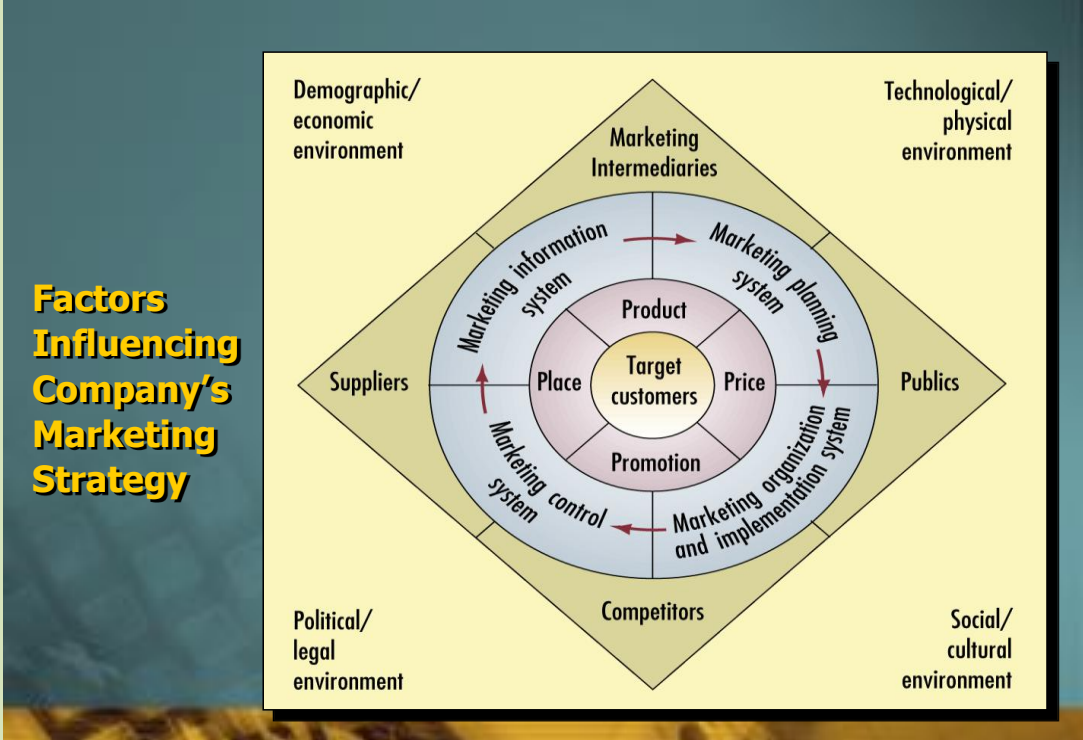 Factors
Influencing
Company's
Marketing
Strategy
Demographic/
economic
environment
Technological/
physical
environment
Marketing
Intermediaries
Marketing information
system
Marketing planning
system
Product
Suppliers
Place
Target
customers
Price
Publics
Promotion
Marketing control
system
Marketing organization
and implementation system
Competitors
Political/
legal
environment
Social/
cultural
environment